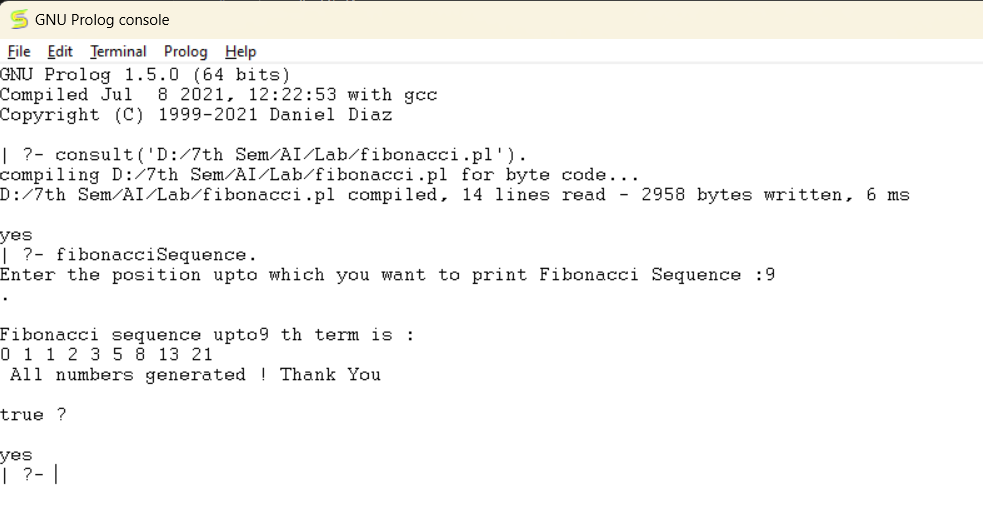 GNU Prolog console
File Edit Terminal Prolog Help
GNU Prolog 1.5.0 (64 bits)
Compiled Jul  8 2021, 12:22:53 with gcc
Copyright (C) 1999-2021 Daniel Diaz
| ?- consult('D:/7th Sem/AI/Lab/fibonacci.pl').
compiling D:/7th Sem/AI/Lab/fibonacci.pl for byte code...
D:/7th Sem/AI/Lab/fibonacci.pl compiled, 14 lines read - 2958 bytes written, 6 ms
yes
| ?- fibonacciSequence.
Enter the position upto which you want to print Fibonacci Sequence :9
.
Fibonacci sequence upto9 th term is :
0 1 1 2 3 5 8 13 21
All numbers generated ! Thank You
true ?
yes
| ?-